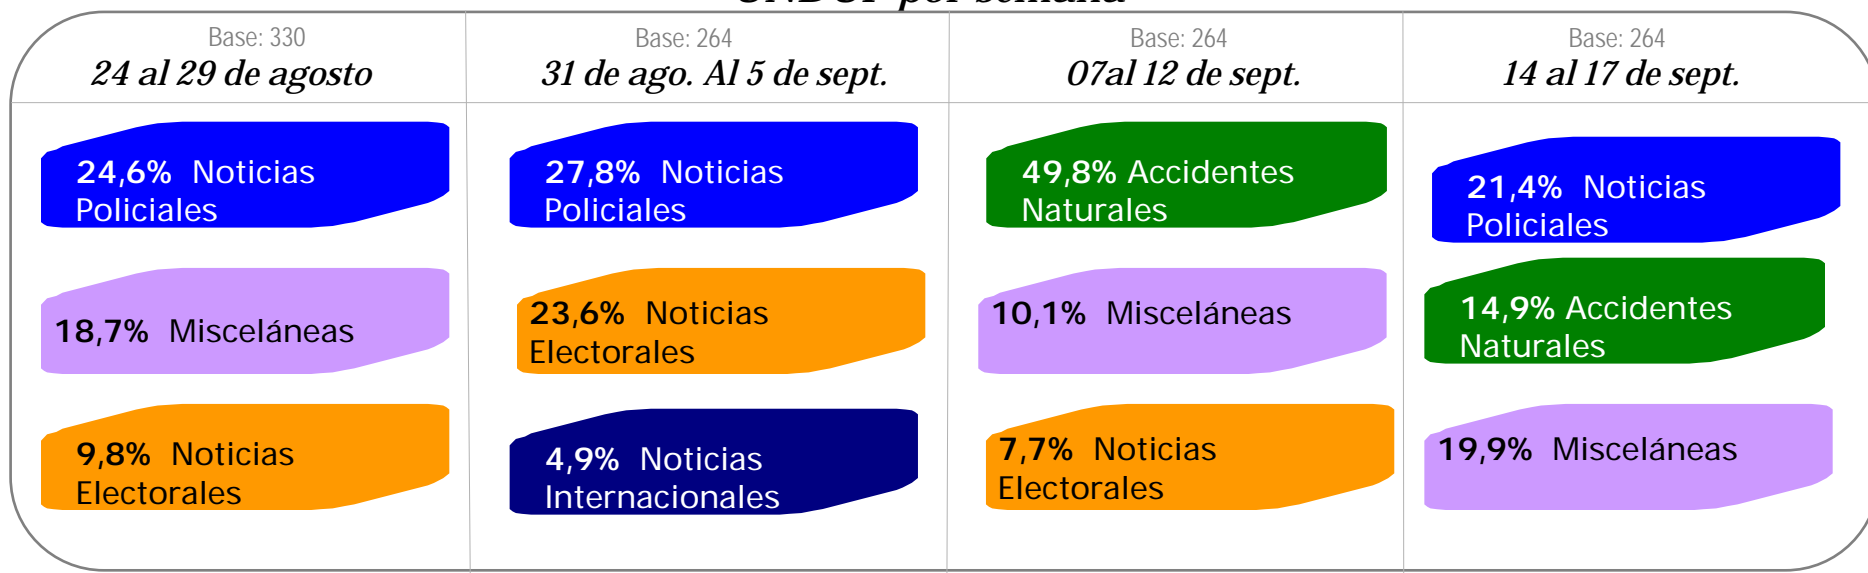 por semana
Base: 330
24 al 29 de agosto
24,6% Noticias
Policiales
18,7% Misceláneas
9,8% Noticias
Electorales
Base: 264
31 de ago. Al 5 de sept.
27,8% Noticias
Policiales
23,6% Noticias
Electorales
4,9% Noticias
Internacionales
Base: 264
07al 12 de sept.
49,8% Accidentes
Naturales
10,1% Misceláneas
7,7% Noticias
Electorales
Base: 264
14 al 17 de sept.
21,4% Noticias
Policiales
14,9% Accidentes
Naturales
19,9% Misceláneas